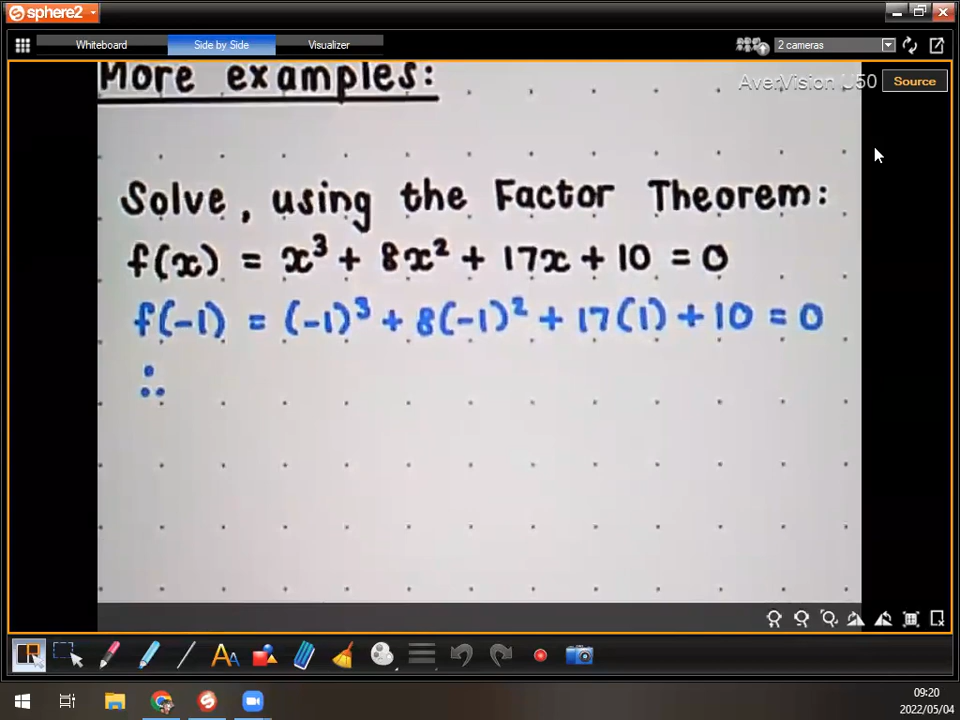 sphere2
Whiteboard
Side by Side
Visualizer
2 cameras
More examples:
AverVision U50
Source
Solve, using the Factor Theorem:
f(x) = x³ + 8x² + 17x + 10 = 0
f(-1) = (-1)³ + 8(-1)² + 17(1) + 10 = 0
∴
09:20
2022/05/04